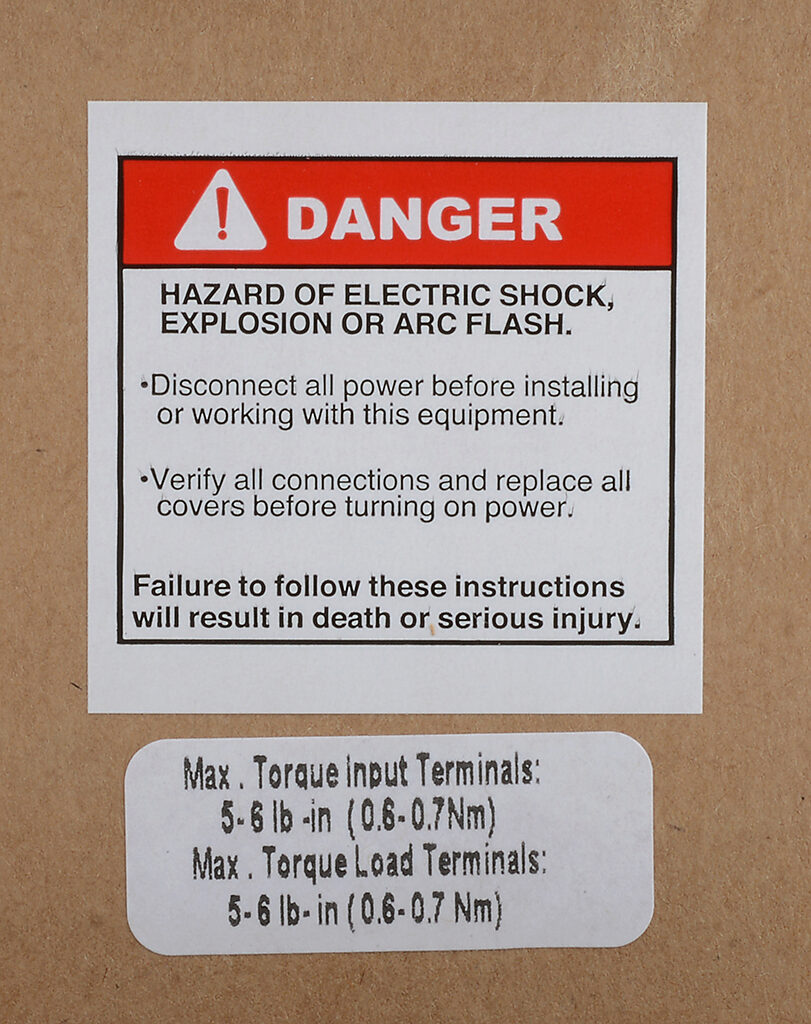 DANGER
HAZARD OF ELECTRIC SHOCK,
EXPLOSION OR ARC FLASH.
•Disconnect all power before installing
or working with this equipment.
•Verify all connections and replace all
covers before turning on power.
Failure to follow these instructions
will result in death or serious injury.
Max . Torque Input Terminals:
5-6 lb -in (0.6-0.7Nm)
Max . Torque Load Terminals:
5-6 lb- in (0.6-0.7 Nm)